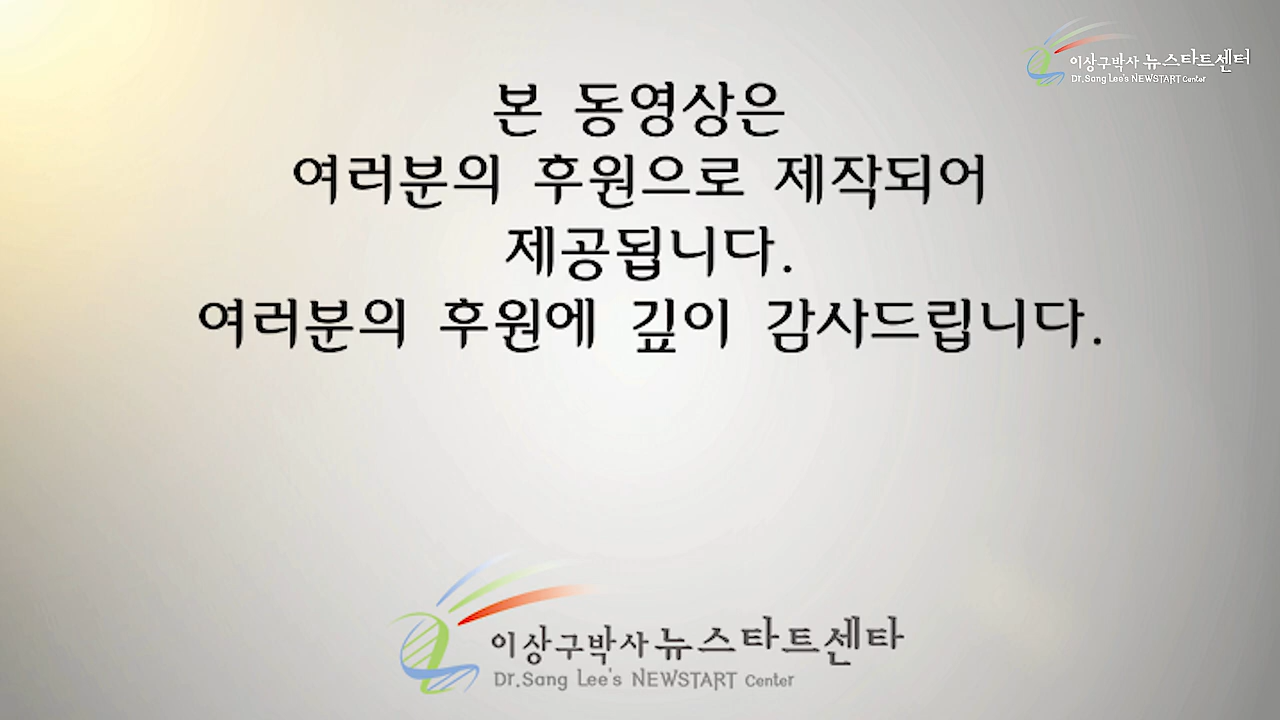 이상구박사 뉴스타트센터
Dr.Sang Lee's NEWSTART Center
본 동영상은
여러분의 후원으로 제작되어
제공됩니다.
여러분의 후원에 깊이 감사드립니다.
이상구박사 뉴스타트센타
Dr.Sang Lee's NEWSTART Center